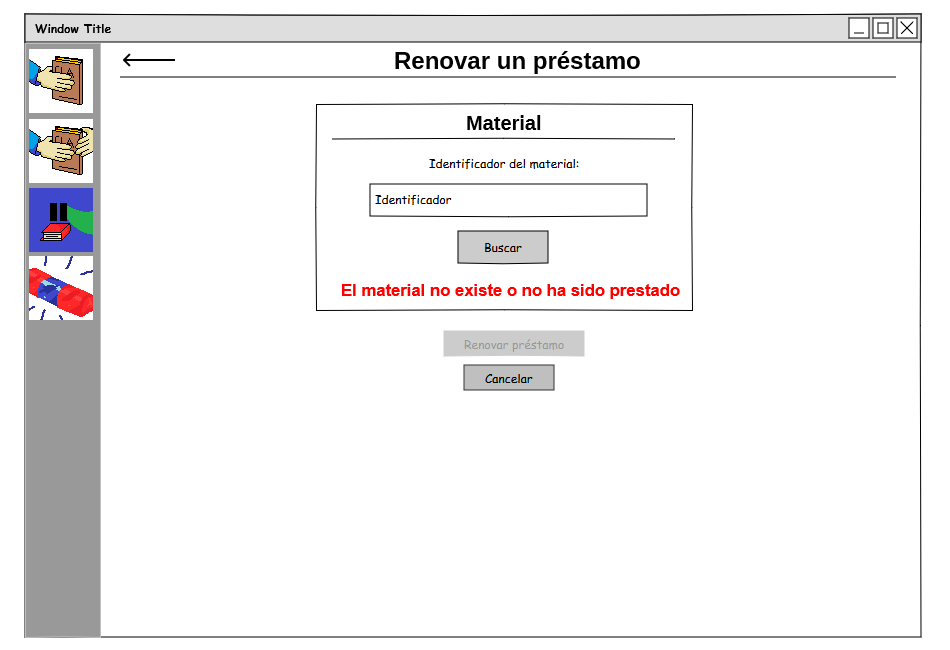 Window Title
Renovar un préstamo
Material
Identificador del material:
Identificador
Buscar
El material no existe o no ha sido prestado
Renovar préstamo
Cancelar